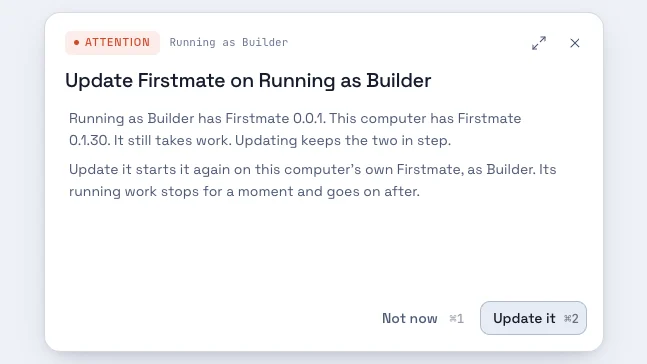 ATTENTION Running as Builder
Update Firstmate on Running as Builder
Running as Builder has Firstmate 0.0.1. This computer has Firstmate
0.1.30. It still takes work. Updating keeps the two in step.
Update it starts it again on this computer's own Firstmate, as Builder. Its
running work stops for a moment and goes on after.
Not now ⌘1 Update it ⌘2